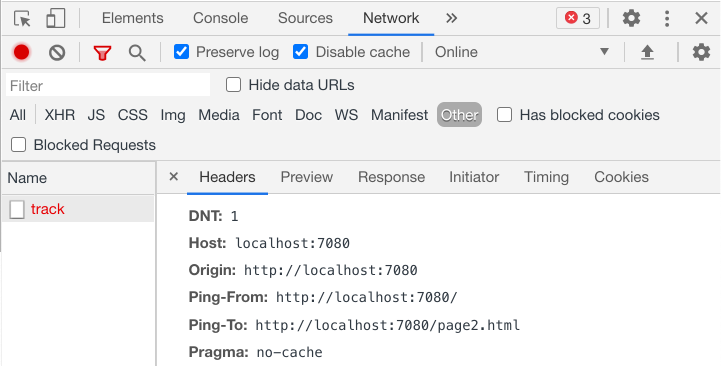 Elements Console Sources Network » 3
Preserve log Disable cache Online
Filter Hide data URLs
All XHR JS CSS Img Media Font Doc WS Manifest Other Has blocked cookies
Blocked Requests
Name × Headers Preview Response Initiator Timing Cookies
track
DNT: 1
Host: localhost:7080
Origin: http://localhost:7080
Ping-From: http://localhost:7080/
Ping-To: http://localhost:7080/page2.html
Pragma: no-cache